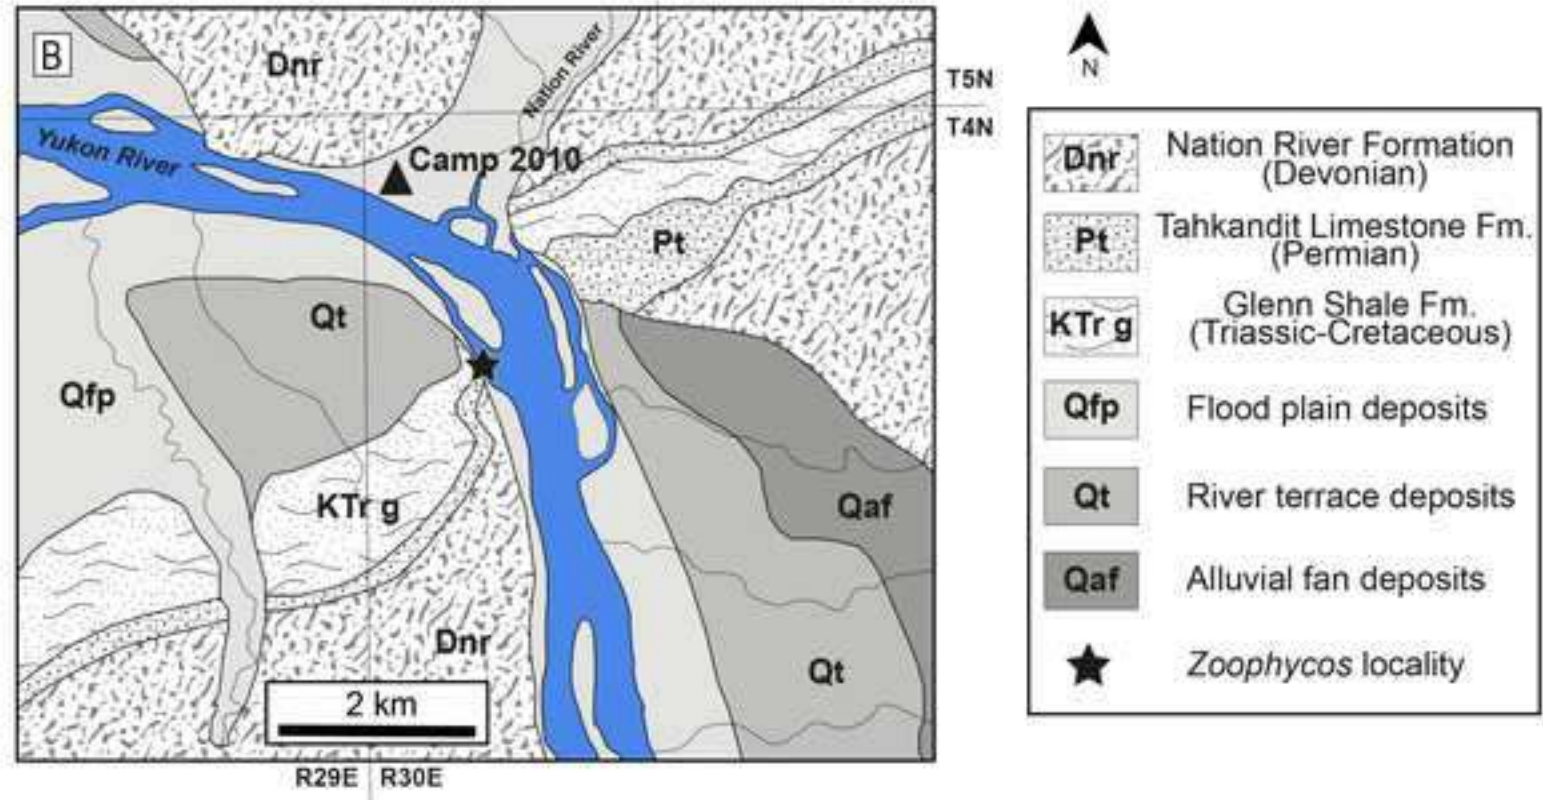 B
Dnr
Nation River
N
T5N
T4N
Yukon River
Camp 2010
Pt
Qt
Qfp
KTr g
Qaf
Dnr
Qt
2 km
R29E
R30E
Dnr
Nation River Formation
(Devonian)
Pt
Tahkandit Limestone Fm.
(Permian)
KTr g
Glenn Shale Fm.
(Triassic-Cretaceous)
Qfp
Flood plain deposits
Qt
River terrace deposits
Qaf
Alluvial fan deposits
Zoophycos locality